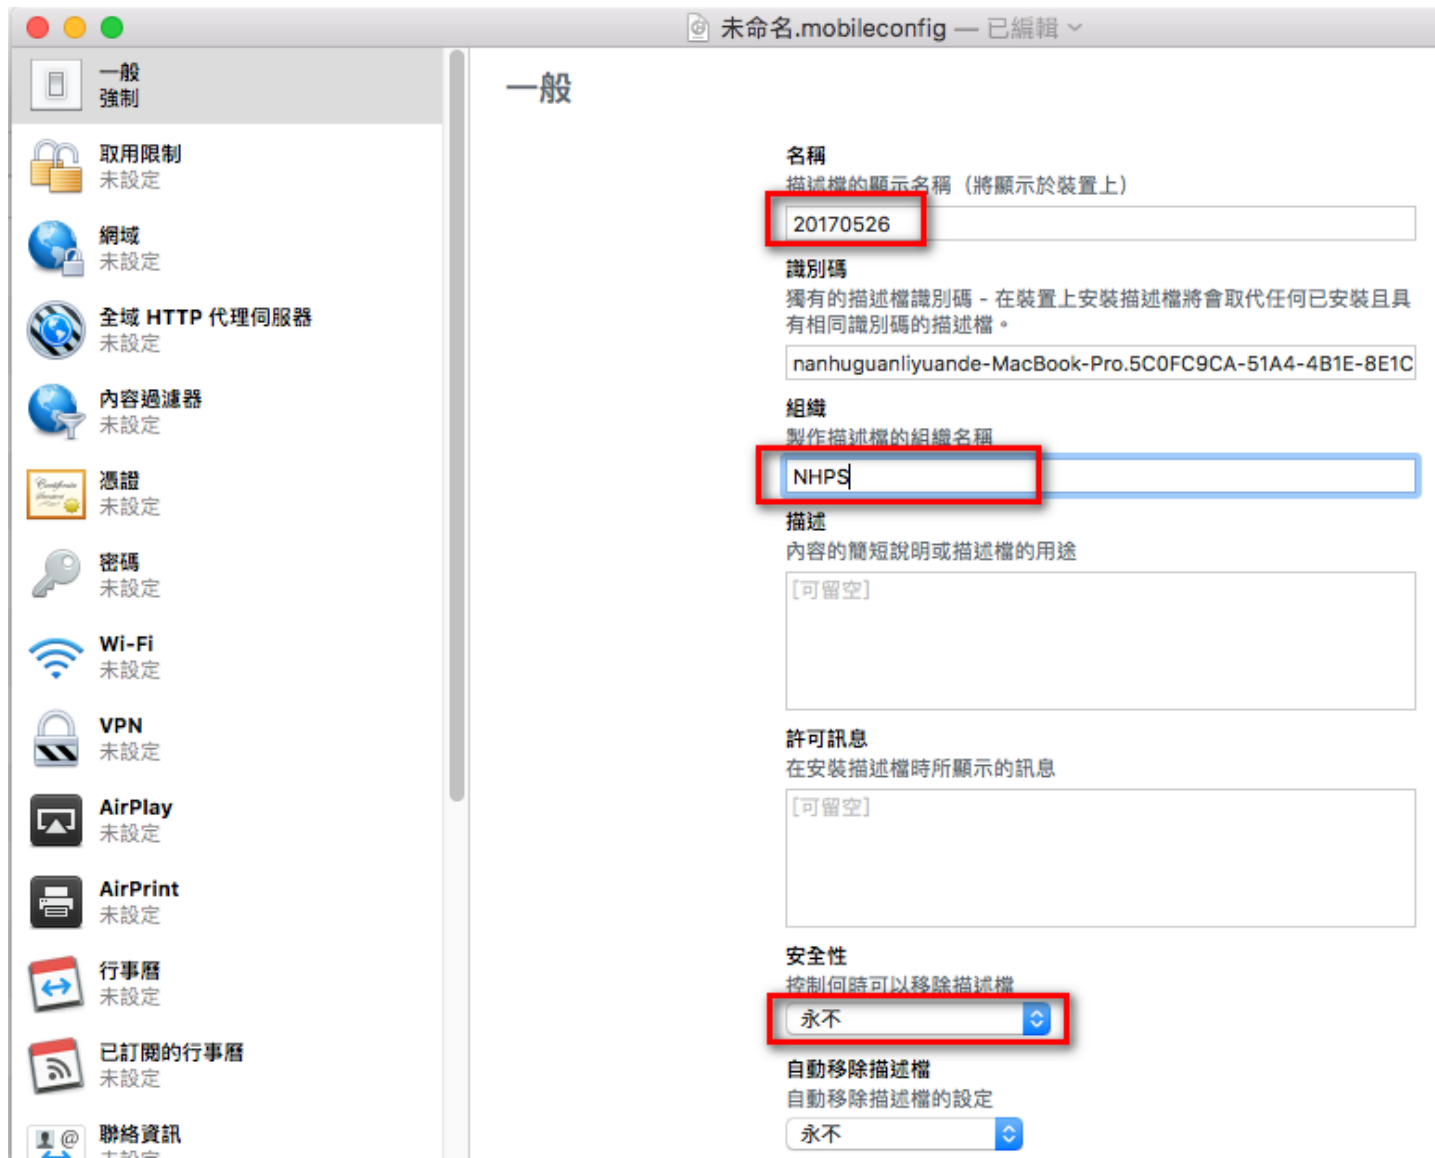 未命名.mobileconfig — 已編輯
一般
強制
取用限制
未設定
網域
未設定
全域 HTTP 代理伺服器
未設定
內容過濾器
未設定
憑證
未設定
密碼
未設定
Wi-Fi
未設定
VPN
未設定
AirPlay
未設定
AirPrint
未設定
行事曆
未設定
已訂閱的行事曆
未設定
聯絡資訊
未設定
一般
名稱
描述檔的顯示名稱（將顯示於裝置上）
20170526
識別碼
獨有的描述檔識別碼 - 在裝置上安裝描述檔將會取代任何已安裝且具
有相同識別碼的描述檔。
nanhuguanliyuande-MacBook-Pro.5C0FC9CA-51A4-4B1E-8E1C
組織
製作描述檔的組織名稱
NHPS
描述
內容的簡短說明或描述檔的用途
[可留空]
許可訊息
在安裝描述檔時所顯示的訊息
[可留空]
安全性
控制何時可以移除描述檔
永不
自動移除描述檔
自動移除描述檔的設定
永不